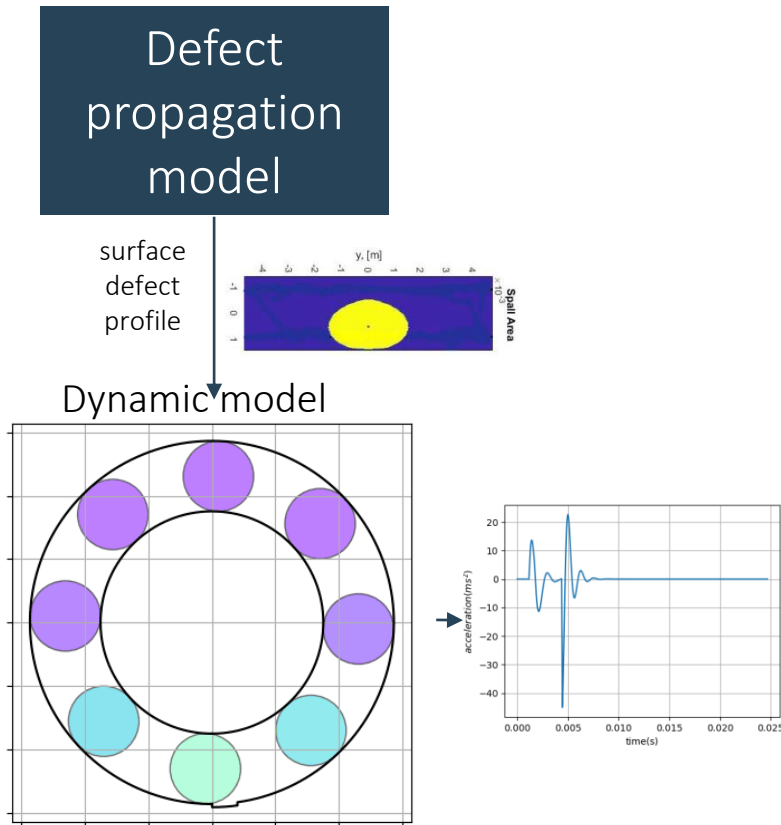 Defect
propagation
model
surface
defect
profile
y, [m]
-4 -3 -2 -1 0 1 2 3 4
×10⁻³
-1
0
1
Spall Area
Dynamic model
20
10
0
-10
-20
-30
-40
acceleration(ms²)
0.000 0.005 0.010 0.015 0.020 0.025
time(s)